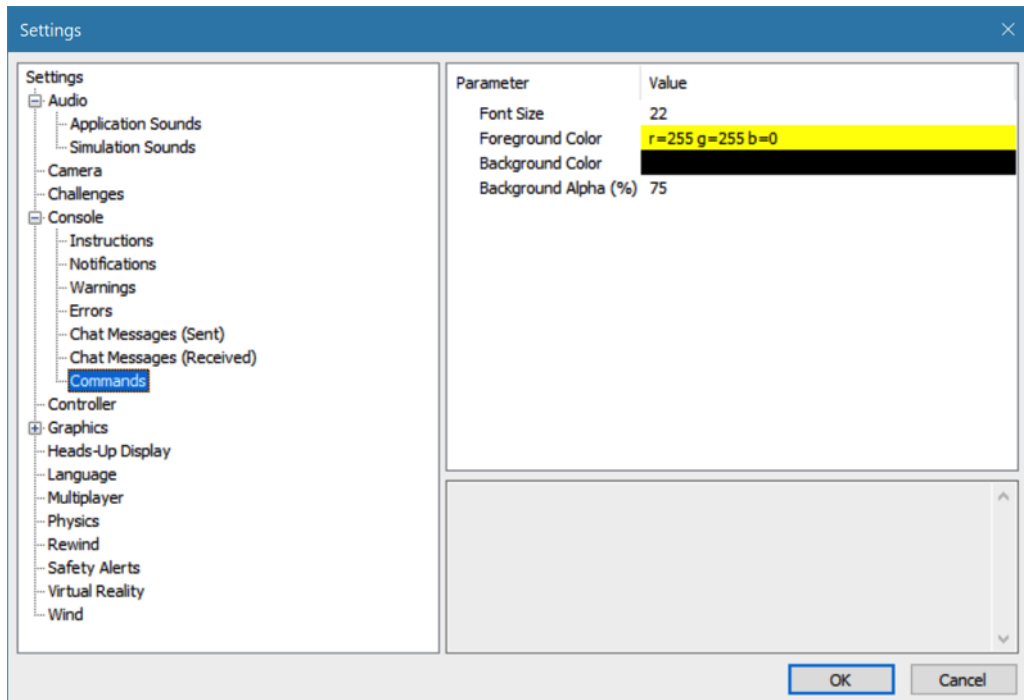 Settings
Settings
Audio
Application Sounds
Simulation Sounds
Camera
Challenges
Console
Instructions
Notifications
Warnings
Errors
Chat Messages (Sent)
Chat Messages (Received)
Commands
Controller
Graphics
Heads-Up Display
Language
Multiplayer
Physics
Rewind
Safety Alerts
Virtual Reality
Wind
Parameter Value
Font Size 22
Foreground Color r=255 g=255 b=0
Background Color
Background Alpha (%) 75
OK Cancel